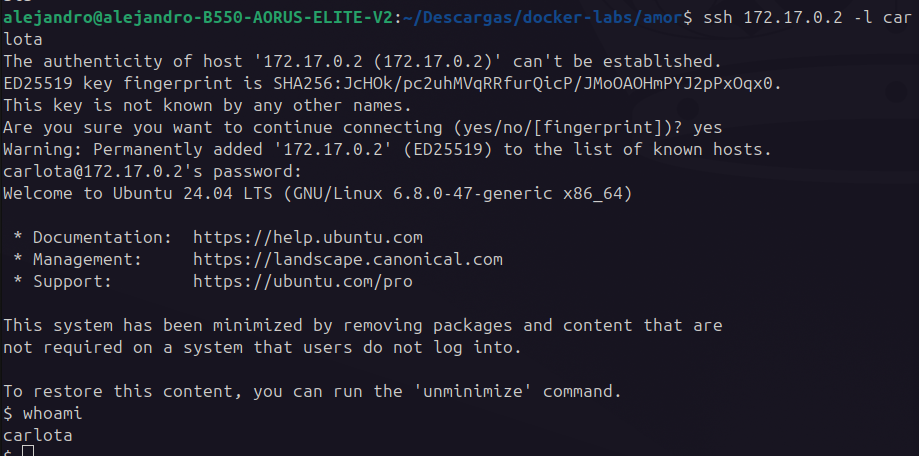 alejandro@alejandro-B550-AORUS-ELITE-V2:~/Descargas/docker-labs/amor$ ssh 172.17.0.2 -l car
lota
The authenticity of host '172.17.0.2 (172.17.0.2)' can't be established.
ED25519 key fingerprint is SHA256:JcHOk/pc2uhMVqRRfurQicP/JMoOAOHmPYJ2pPxOqx0.
This key is not known by any other names.
Are you sure you want to continue connecting (yes/no/[fingerprint])? yes
Warning: Permanently added '172.17.0.2' (ED25519) to the list of known hosts.
carlota@172.17.0.2's password:
Welcome to Ubuntu 24.04 LTS (GNU/Linux 6.8.0-47-generic x86_64)
* Documentation:  https://help.ubuntu.com
* Management:     https://landscape.canonical.com
* Support:        https://ubuntu.com/pro
This system has been minimized by removing packages and content that are
not required on a system that users do not log into.
To restore this content, you can run the 'unminimize' command.
$ whoami
carlota
$